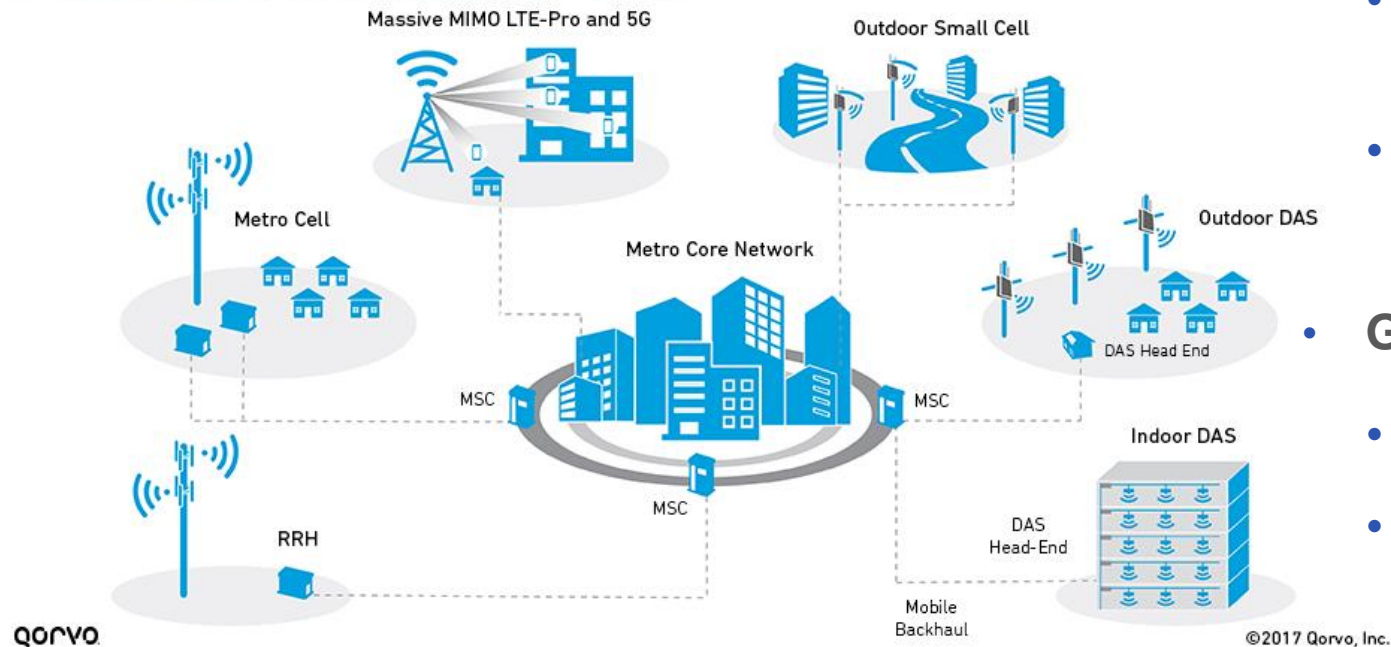 Massive MIMO LTE-Pro and 5G
Outdoor Small Cell
Metro Cell
Metro Core Network
Outdoor DAS
DAS Head End
G
MSC
MSC
MSC
Indoor DAS
RRH
DAS
Head-End
Mobile
Backhaul
QORVO
©2017 Qorvo, Inc.